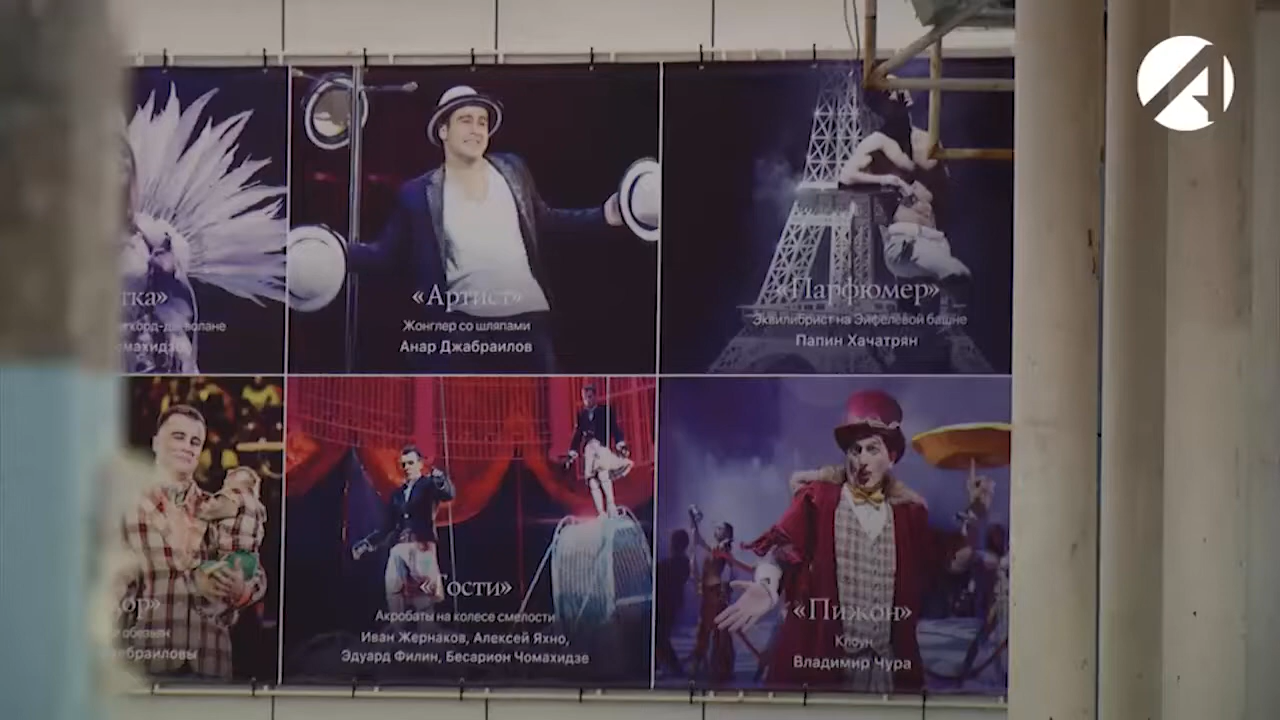 «Артист»
Жонглер со шляпами
Анар Джабраилов
«Парфюмер»
Эквилибрист на Эйфелевой башне
Папин Хачатрян
«Гости»
Акробаты на колесе смелости
Иван Жернаков, Алексей Яхно,
Эдуард Филин, Бесарион Чомахидзе
«Пижон»
Клоун
Владимир Чура